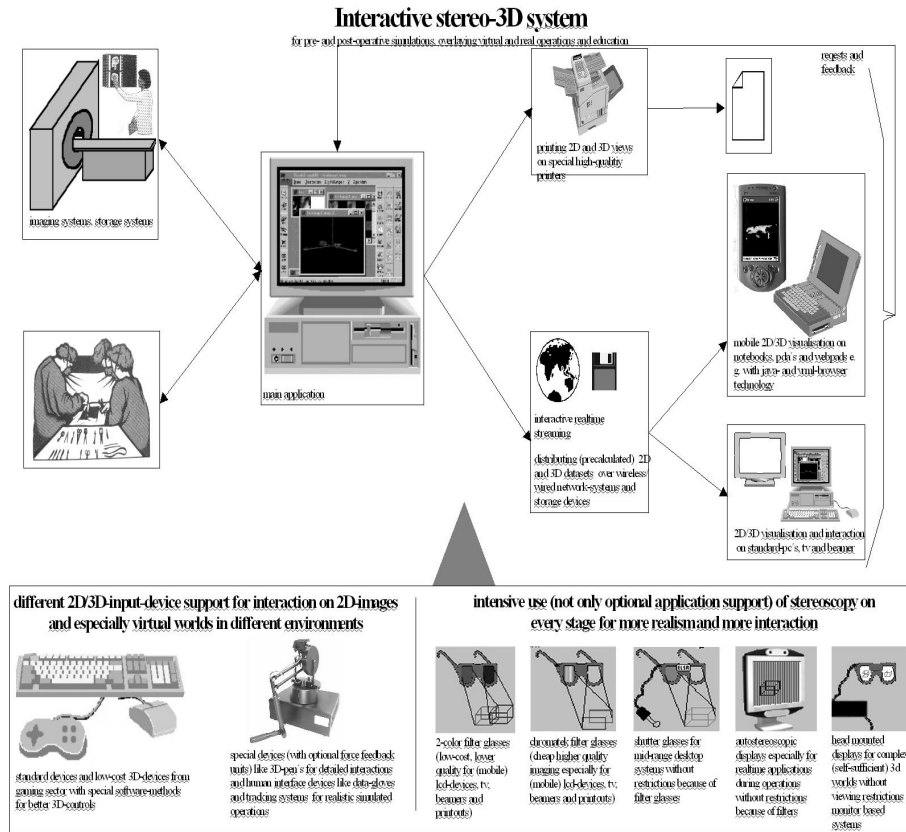 Interactive stereo-3D system
for pre- and post-operative simulations, overlaying virtual and real operations and education
imaging systems, storage systems
main application
printing 2D and 3D views
on special high-qualitiy
printers
regests and
feedback
mobile 2D/3D visualisation on
notebooks, pda´s and webpads e.
g. with java- and vrml-browser
technology
interactive realtime
streaming
distributing (precalculated) 2D
and 3D datasets over wireless/
wired network-systems and
storage devices
2D/3D visualisation and interaction
on standard-pc´s, tv and beamer
different 2D/3D-input-device support for interaction on 2D-images
and especially virtual worlds in different environments
standard devices and low-cost 3D-devices from
gaming sector with special software-methods
for better 3D-controls
special devices (with optional force feedback
units) like 3D-pen´s for detailed interactions
and human interface devices like data-gloves
and tracking systems for realistic simulated
operations
intensive use (not only optional application support) of stereoscopy on
every stage for more realism and more interaction
2-color filter glasses
(low-cost, lower
quality for (mobile)
lcd-devices, tv,
beamers and
printouts)
chromatek filter glasses
(cheap higher quality
imaging especially for
(mobile) lcd-devices, tv,
beamers and printouts)
shutter glasses for
mid-range desktop
systems without
restrictions because of
filter glasses
autostereoscopic
displays especially for
realtime applications
during operations
without restrictions
because of filters
head mounted
displays for complex
(self-sufficient) 3d
worlds without
viewing restrictions
monitor based
systems